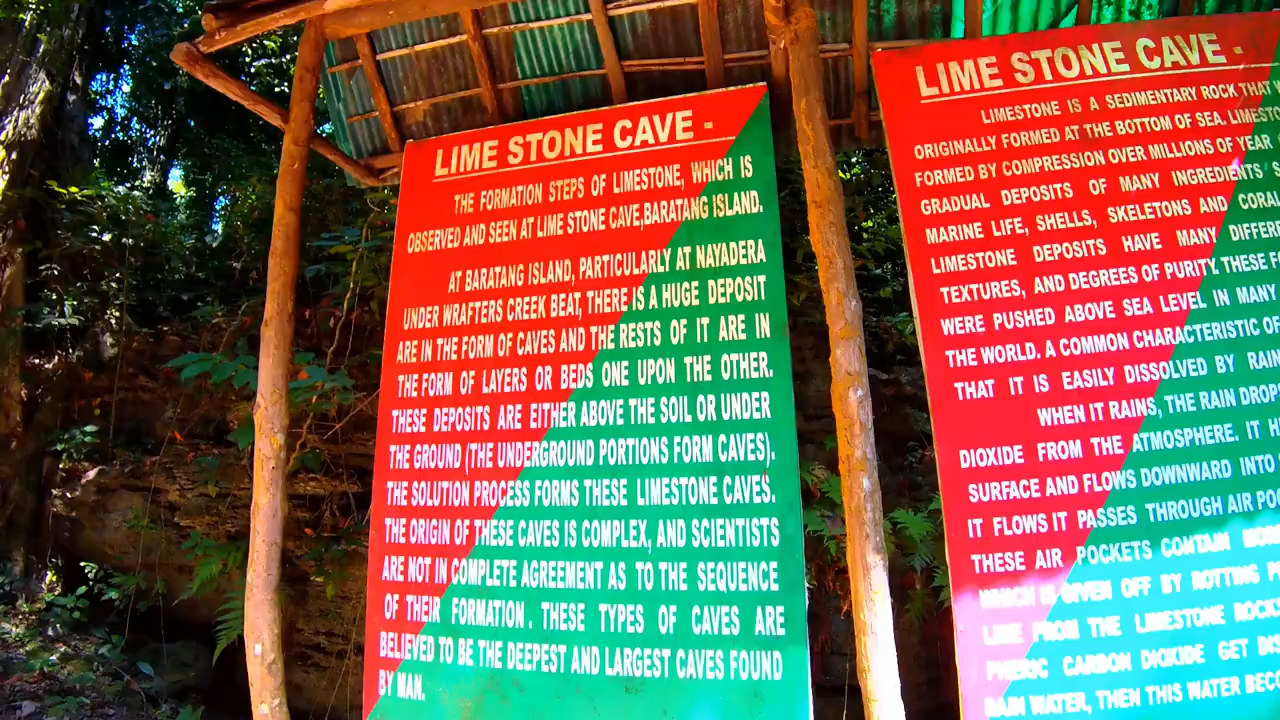 LIME STONE CAVE -
THE FORMATION STEPS OF LIMESTONE, WHICH IS
OBSERVED AND SEEN AT LIME STONE CAVE,BARATANG ISLAND.
AT BARATANG ISLAND, PARTICULARLY AT NAYADERA
UNDER WRAFTERS CREEK BEAT, THERE IS A HUGE DEPOSIT
ARE IN THE FORM OF CAVES AND THE RESTS OF IT ARE IN
THE FORM OF LAYERS OR BEDS ONE UPON THE OTHER.
THESE DEPOSITS ARE EITHER ABOVE THE SOIL OR UNDER
THE GROUND (THE UNDERGROUND PORTIONS FORM CAVES).
THE SOLUTION PROCESS FORMS THESE LIMESTONE CAVES.
THE ORIGIN OF THESE CAVES IS COMPLEX, AND SCIENTISTS
ARE NOT IN COMPLETE AGREEMENT AS TO THE SEQUENCE
OF THEIR FORMATION. THESE TYPES OF CAVES ARE
BELIEVED TO BE THE DEEPEST AND LARGEST CAVES FOUND
BY MAN.
LIME STONE CAVE -
LIMESTONE IS A SEDIMENTARY ROCK THAT
ORIGINALLY FORMED AT THE BOTTOM OF SEA.
FORMED BY COMPRESSION OVER MILLIONS OF YEAR
GRADUAL DEPOSITS OF MANY INGREDIENTS
MARINE LIFE, SHELLS, SKELETONS AND
LIMESTONE DEPOSITS HAVE MANY
TEXTURES, AND DEGREES OF PURITY. THESE
WERE PUSHED ABOVE SEA LEVEL IN MANY
THE WORLD. A COMMON CHARACTERISTIC OF
THAT IT IS EASILY DISSOLVED BY RAIN
WHEN IT RAINS, THE RAIN DROP
DIOXIDE FROM THE ATMOSPHERE. IT
SURFACE AND FLOWS DOWNWARD INTO
IT FLOWS IT PASSES THROUGH AIR
THESE AIR POCKETS CONTAIN
WHICH IS GIVEN OFF BY ROTTING
LIME FROM THE LIMESTONE ROCKS
PHERIC CARBON DIOXIDE GET
RAIN WATER, THEN THIS WATER